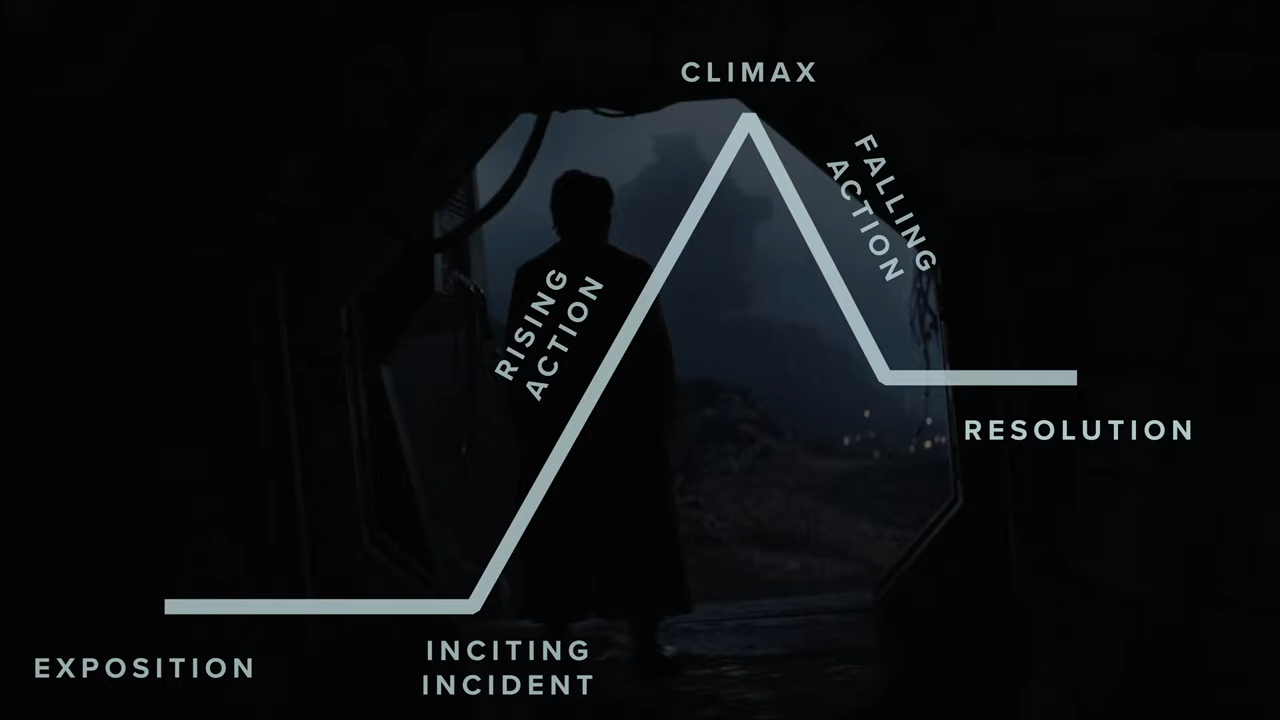 CLIMAX
FALLING
ACTION
RISING
ACTION
RESOLUTION
EXPOSITION
INCITING
INCIDENT